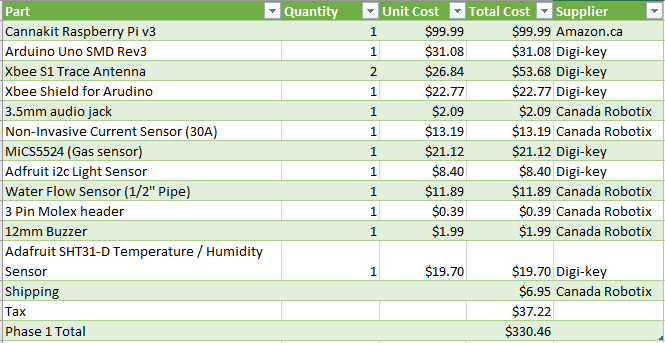 Part Quantity Unit Cost Total Cost Supplier
Cannakit Raspberry Pi v3 1 $99.99 $99.99 Amazon.ca
Arduino Uno SMD Rev3 1 $31.08 $31.08 Digi-key
Xbee S1 Trace Antenna 2 $26.84 $53.68 Digi-key
Xbee Shield for Arudino 1 $22.77 $22.77 Digi-key
3.5mm audio jack 1 $2.09 $2.09 Canada Robotix
Non-Invasive Current Sensor (30A) 1 $13.19 $13.19 Canada Robotix
MiCS5524 (Gas sensor) 1 $21.12 $21.12 Digi-key
Adfruit i2c Light Sensor 1 $8.40 $8.40 Digi-key
Water Flow Sensor (1/2" Pipe) 1 $11.89 $11.89 Canada Robotix
3 Pin Molex header 1 $0.39 $0.39 Canada Robotix
12mm Buzzer 1 $1.99 $1.99 Canada Robotix
Adafruit SHT31-D Temperature / Humidity
Sensor 1 $19.70 $19.70 Digi-key
Shipping $6.95 Canada Robotix
Tax $37.22
Phase 1 Total $330.46